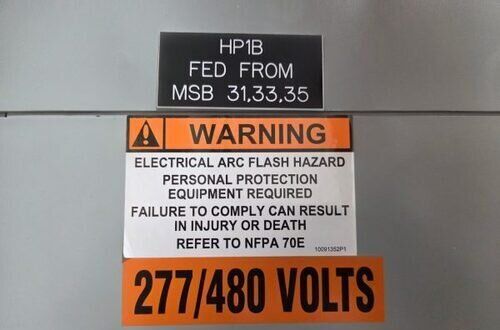 HP1B
FED FROM
MSB 31,33,35
WARNING
ELECTRICAL ARC FLASH HAZARD
PERSONAL PROTECTION
EQUIPMENT REQUIRED
FAILURE TO COMPLY CAN RESULT
IN INJURY OR DEATH
REFER TO NFPA 70E
10091352P1
277/480 VOLTS